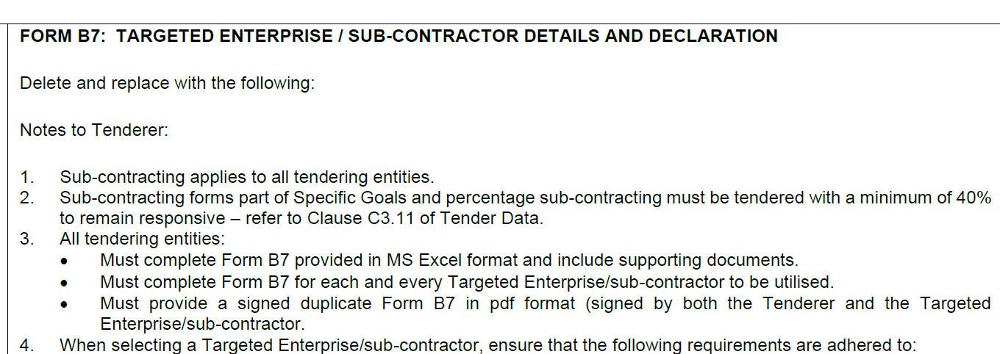 FORM B7:  TARGETED ENTERPRISE / SUB-CONTRACTOR DETAILS AND DECLARATION
Delete and replace with the following:
Notes to Tenderer:
1. Sub-contracting applies to all tendering entities.
2. Sub-contracting forms part of Specific Goals and percentage sub-contracting must be tendered with a minimum of 40%
to remain responsive – refer to Clause C3.11 of Tender Data.
3. All tendering entities:
• Must complete Form B7 provided in MS Excel format and include supporting documents.
• Must complete Form B7 for each and every Targeted Enterprise/sub-contractor to be utilised.
• Must provide a signed duplicate Form B7 in pdf format (signed by both the Tenderer and the Targeted
Enterprise/sub-contractor.
4. When selecting a Targeted Enterprise/sub-contractor, ensure that the following requirements are adhered to: